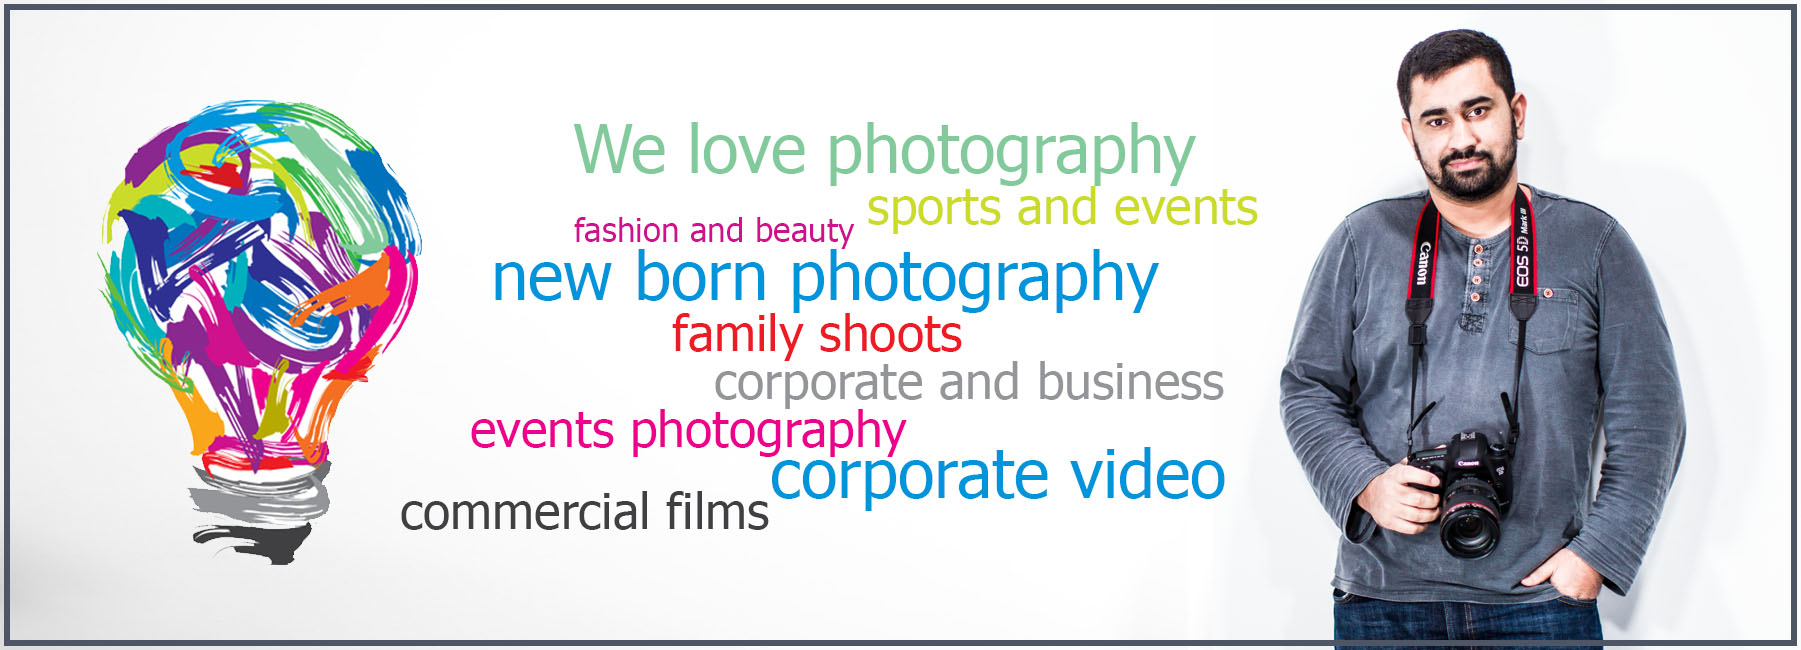 We love photography
sports and events
fashion and beauty
new born photography
family shoots
corporate and business
events photography
corporate video
commercial films
Canon
EOS 5D Mark III
Canon